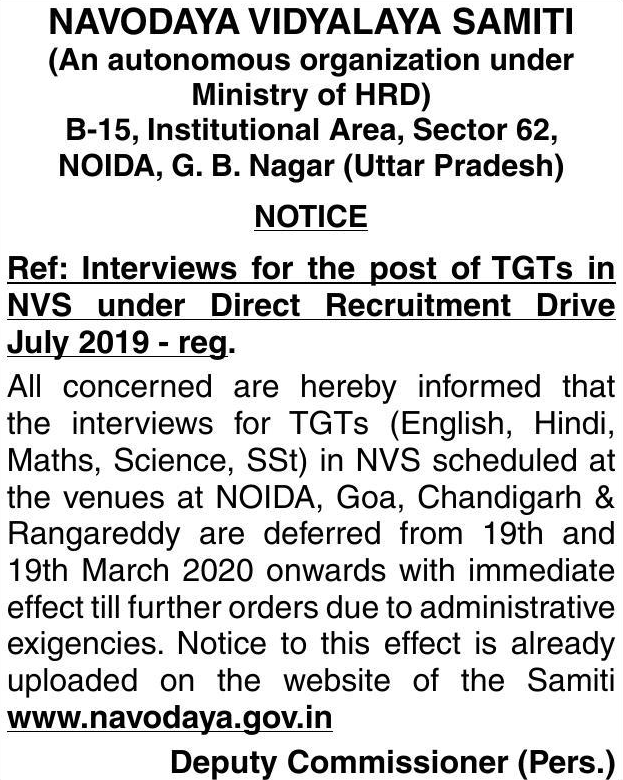 NAVODAYA VIDYALAYA SAMITI
(An autonomous organization under
Ministry of HRD)
B-15, Institutional Area, Sector 62,
NOIDA, G. B. Nagar (Uttar Pradesh)
NOTICE
Ref: Interviews for the post of TGTs in
NVS under Direct Recruitment Drive
July 2019 - reg.
All concerned are hereby informed that
the interviews for TGTs (English, Hindi,
Maths, Science, SSt) in NVS scheduled at
the venues at NOIDA, Goa, Chandigarh &
Rangareddy are deferred from 19th and
19th March 2020 onwards with immediate
effect till further orders due to administrative
exigencies. Notice to this effect is already
uploaded on the website of the Samiti
www.navodaya.gov.in
Deputy Commissioner (Pers.)